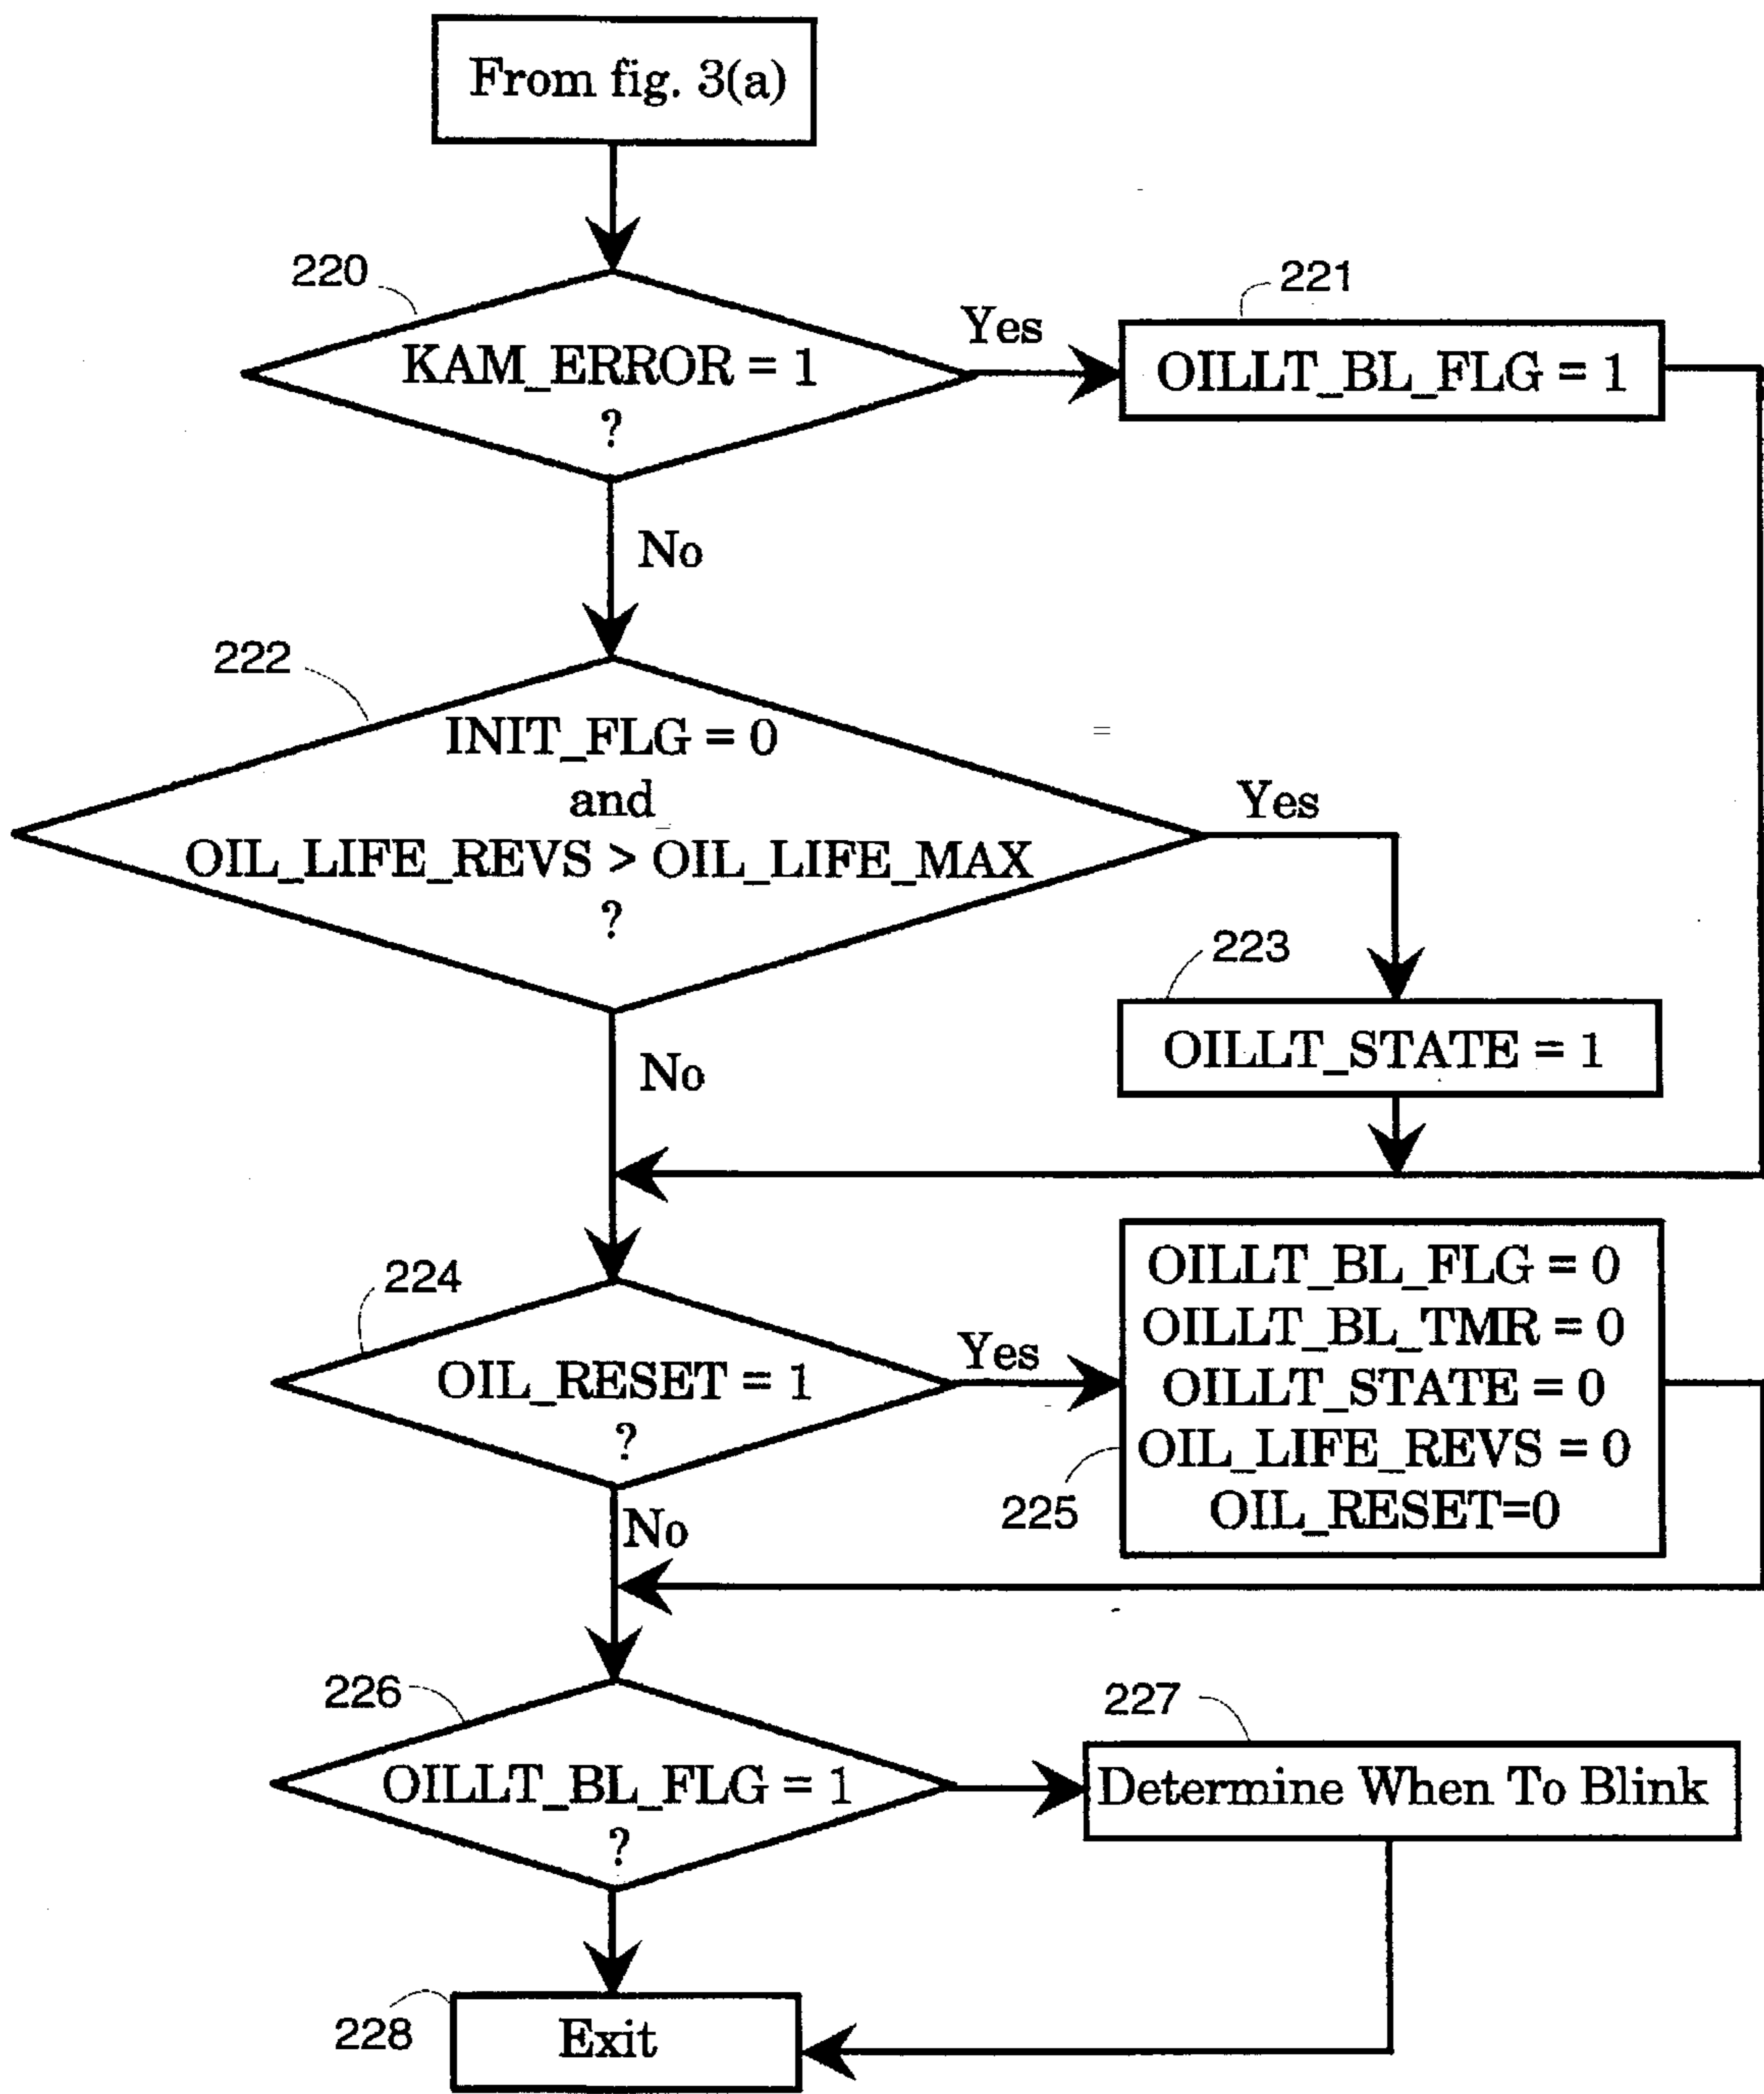 From fig. 3(a)
220
221
Yes
KAM_ERROR = 1
?
OILLT_BL_FLG = 1
No
222
INIT_FLG = 0
and
OIL_LIFE_REVS > OIL_LIFE_MAX
?
Yes
223
OILLT_STATE = 1
No
224
OIL_RESET = 1
?
Yes
OILLT_BL_FLG = 0
OILLT_BL_TMR = 0
OILLT_STATE = 0
OIL_LIFE_REVS = 0
OIL_RESET=0
225
No
226
227
OILLT_BL_FLG = 1
?
Determine When To Blink
228
Exit